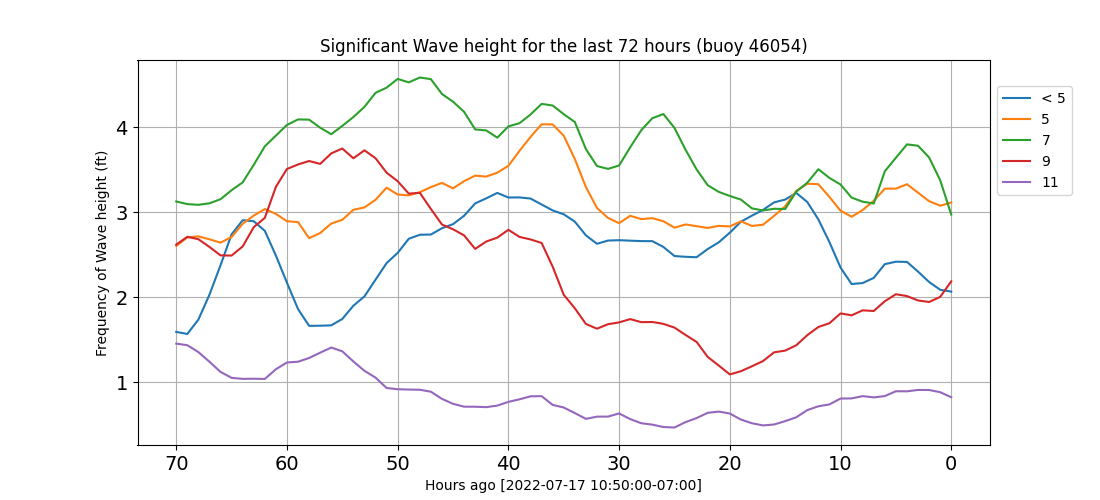 Significant Wave height for the last 72 hours (buoy 46054)
Frequency of Wave height (ft)
4
3
2
1
70 60 50 40 30 20 10 0
Hours ago [2022-07-17 10:50:00-07:00]
< 5
5
7
9
11